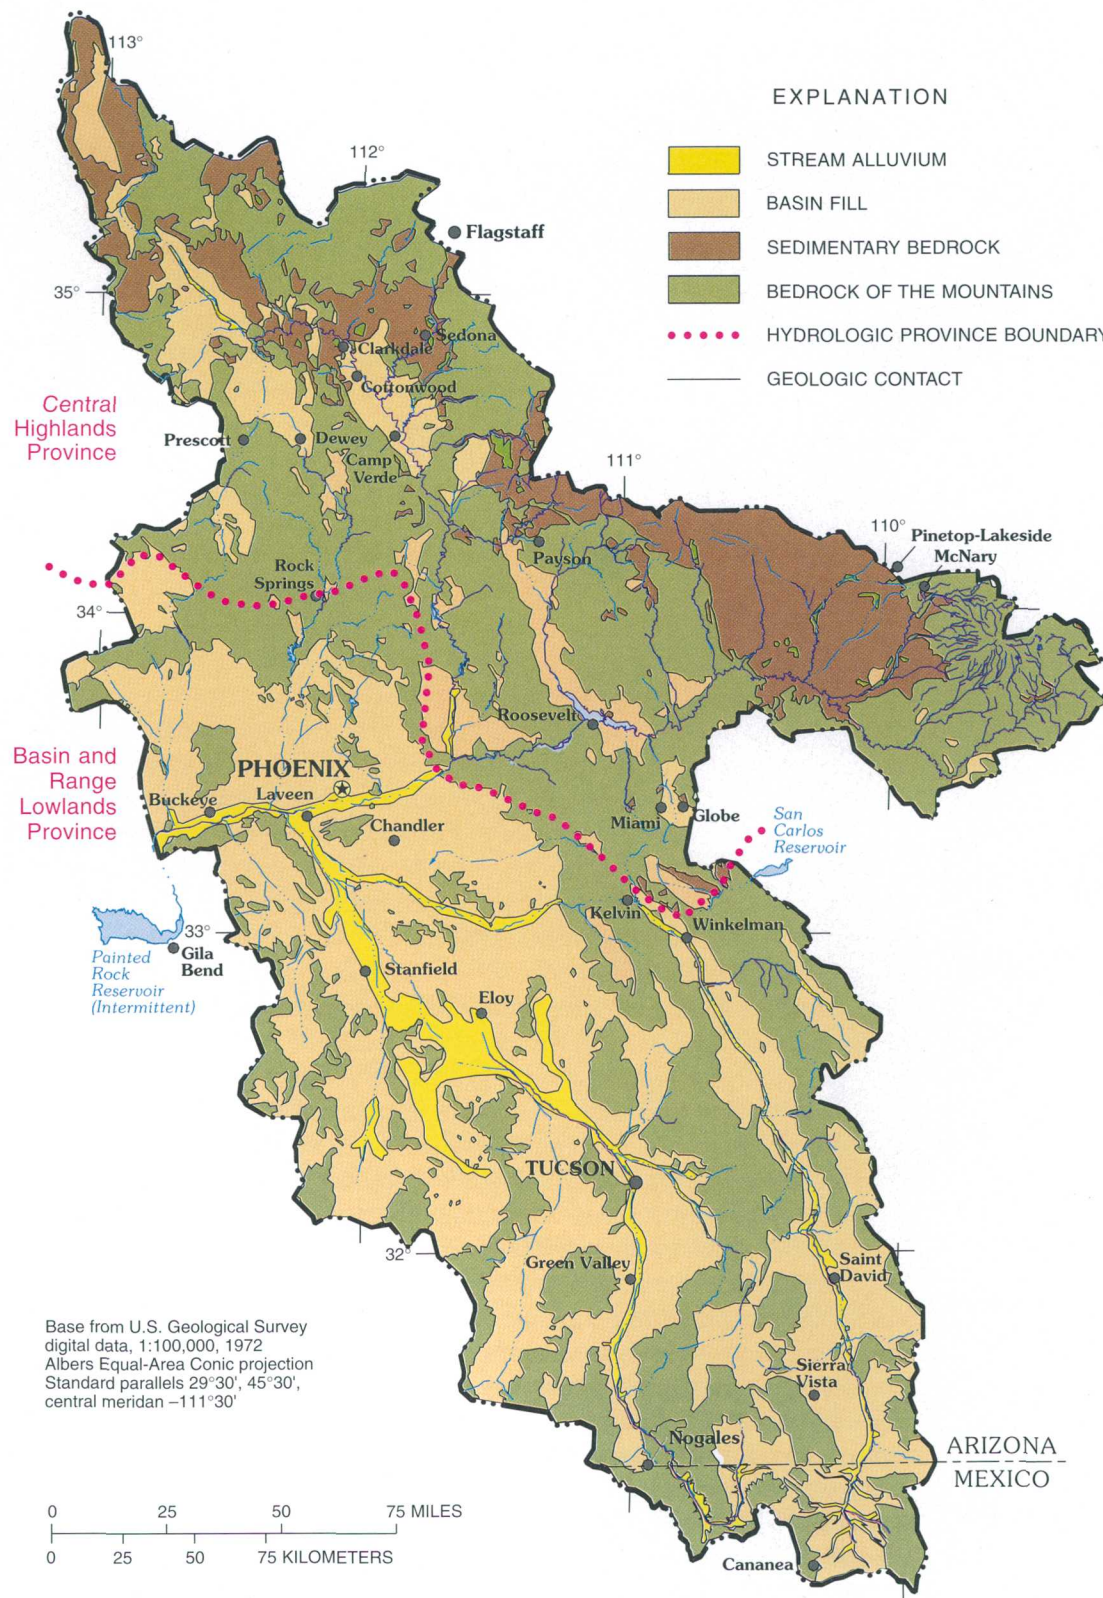 113°
EXPLANATION
112°
STREAM ALLUVIUM
BASIN FILL
Flagstaff
SEDIMENTARY BEDROCK
35°
BEDROCK OF THE MOUNTAINS
HYDROLOGIC PROVINCE BOUNDARY
Sedona
Clarkdale
GEOLOGIC CONTACT
Cottonwood
Central
Highlands
Province
Prescott
Dewey
Camp
Verde
111°
110°
Pinetop-Lakeside
McNary
Payson
Rock
Springs
34°
Roosevelt
Basin and
Range
Lowlands
Province
PHOENIX
Buckeye
Laveen
Chandler
Miami
Globe
San
Carlos
Reservoir
Kelvin
Winkelman
33°
Gila
Bend
Painted
Rock
Reservoir
(Intermittent)
Stanfield
Eloy
TUCSON
32°
Green Valley
Saint
David
Base from U.S. Geological Survey
digital data, 1:100,000, 1972
Albers Equal-Area Conic projection
Standard parallels 29°30', 45°30',
central meridian –111°30'
Sierra
Vista
Nogales
ARIZONA
MEXICO
0 25 50 75 MILES
0 25 50 75 KILOMETERS
Cananea